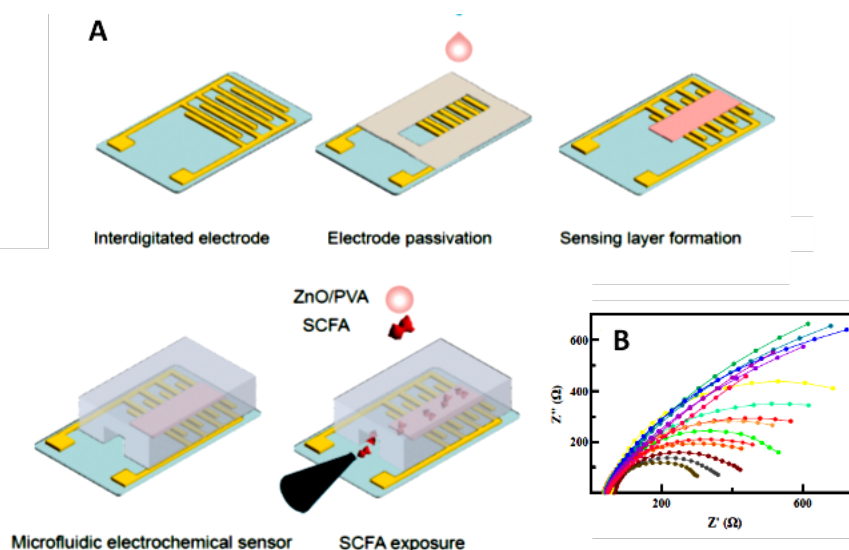 A
Interdigitated electrode
Electrode passivation
Sensing layer formation
ZnO/PVA
SCFA
Microfluidic electrochemical sensor
SCFA exposure
B
600
400
200
Z'' (Ω)
200
600
Z' (Ω)